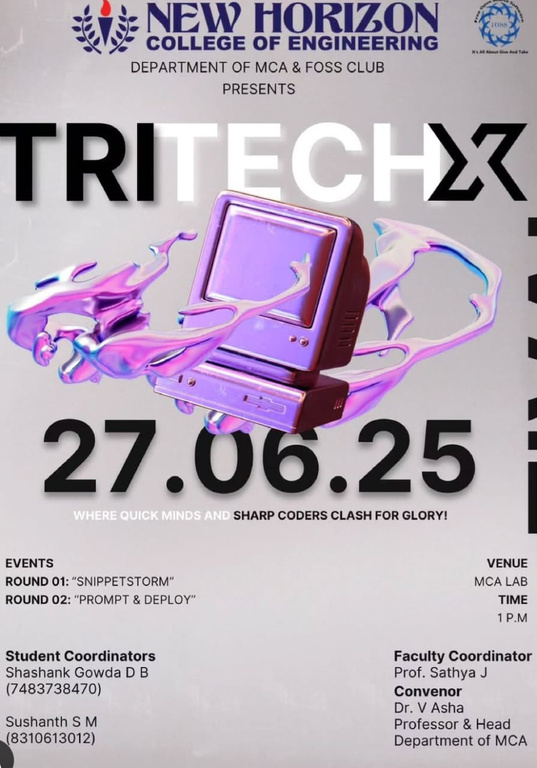 NEW HORIZON
COLLEGE OF ENGINEERING
FOSS
It's All About Give And Take
DEPARTMENT OF MCA & FOSS CLUB
PRESENTS
TRITECHX
27.06.25
WHERE QUICK MINDS AND SHARP CODERS CLASH FOR GLORY!
EVENTS
ROUND 01: “SNIPPETSTORM”
ROUND 02: “PROMPT & DEPLOY”
VENUE
MCA LAB
TIME
1 P.M
Student Coordinators
Shashank Gowda D B
(7483738470)
Sushanth S M
(8310613012)
Faculty Coordinator
Prof. Sathya J
Convenor
Dr. V Asha
Professor & Head
Department of MCA